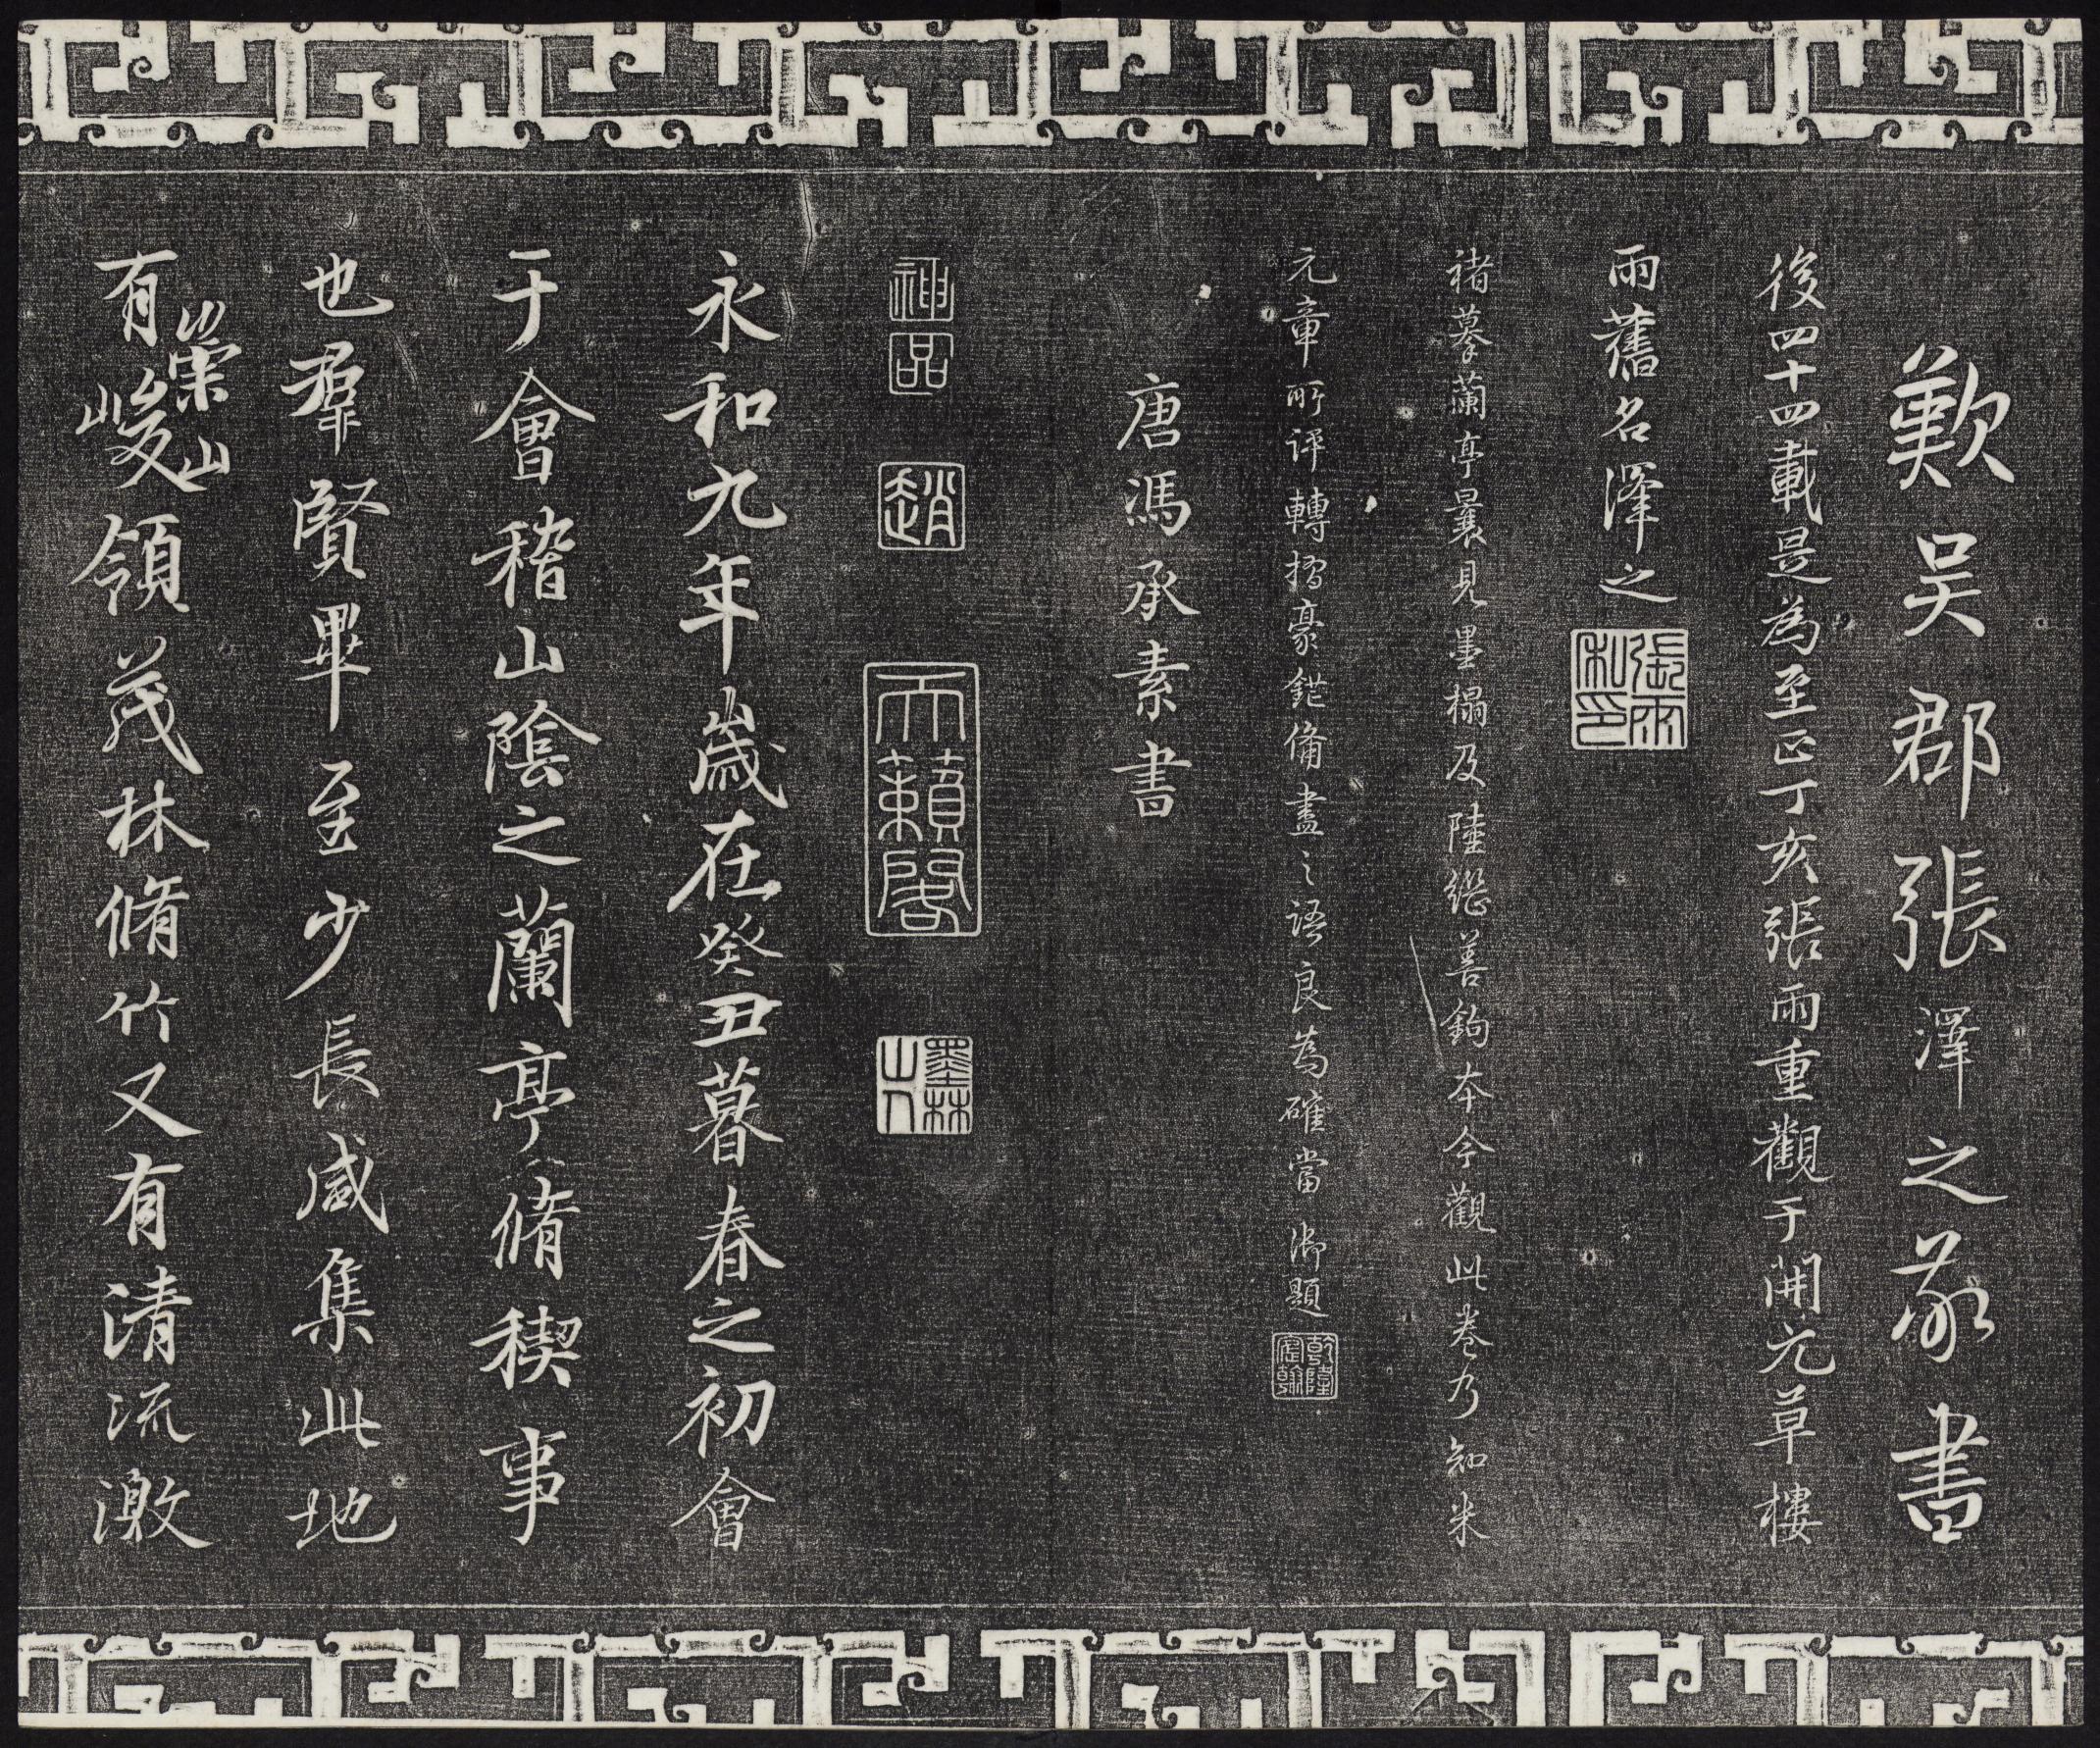 歎吳郡張澤之敬書
後四十四載是為至正丁亥張雨重觀于開元草樓
雨舊名澤之
張雨私印
褚摹蘭亭曩見墨榻及陸繼善鉤本今觀此卷乃知米
元章所評轉摺豪鋩備盡之語良為確當御題
乾隆宸翰
唐馮承素書
神品
趙
天籟閣
墨林山人
永和九年歲在癸丑暮春之初會
于會稽山陰之蘭亭脩稧事
也羣賢畢至少長咸集此地
有崇山峻領茂林脩竹又有清流激